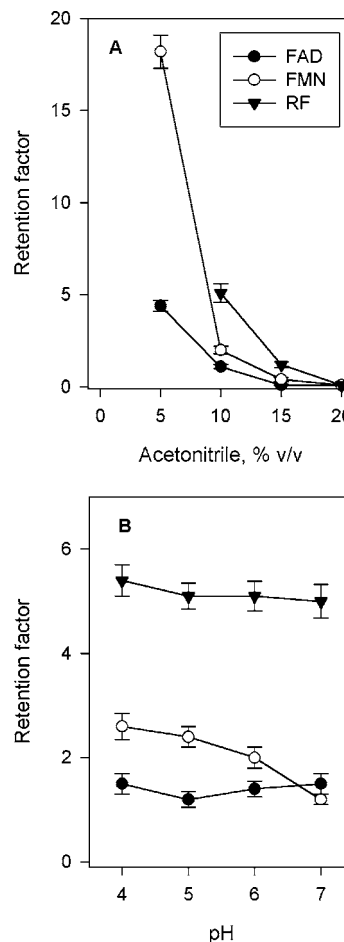 20
A
FAD
FMN
RF
15
10
5
0
Retention factor
0 5 10 15 20
Acetonitrile, % v/v
B
6
4
2
0
Retention factor
4 5 6 7
pH